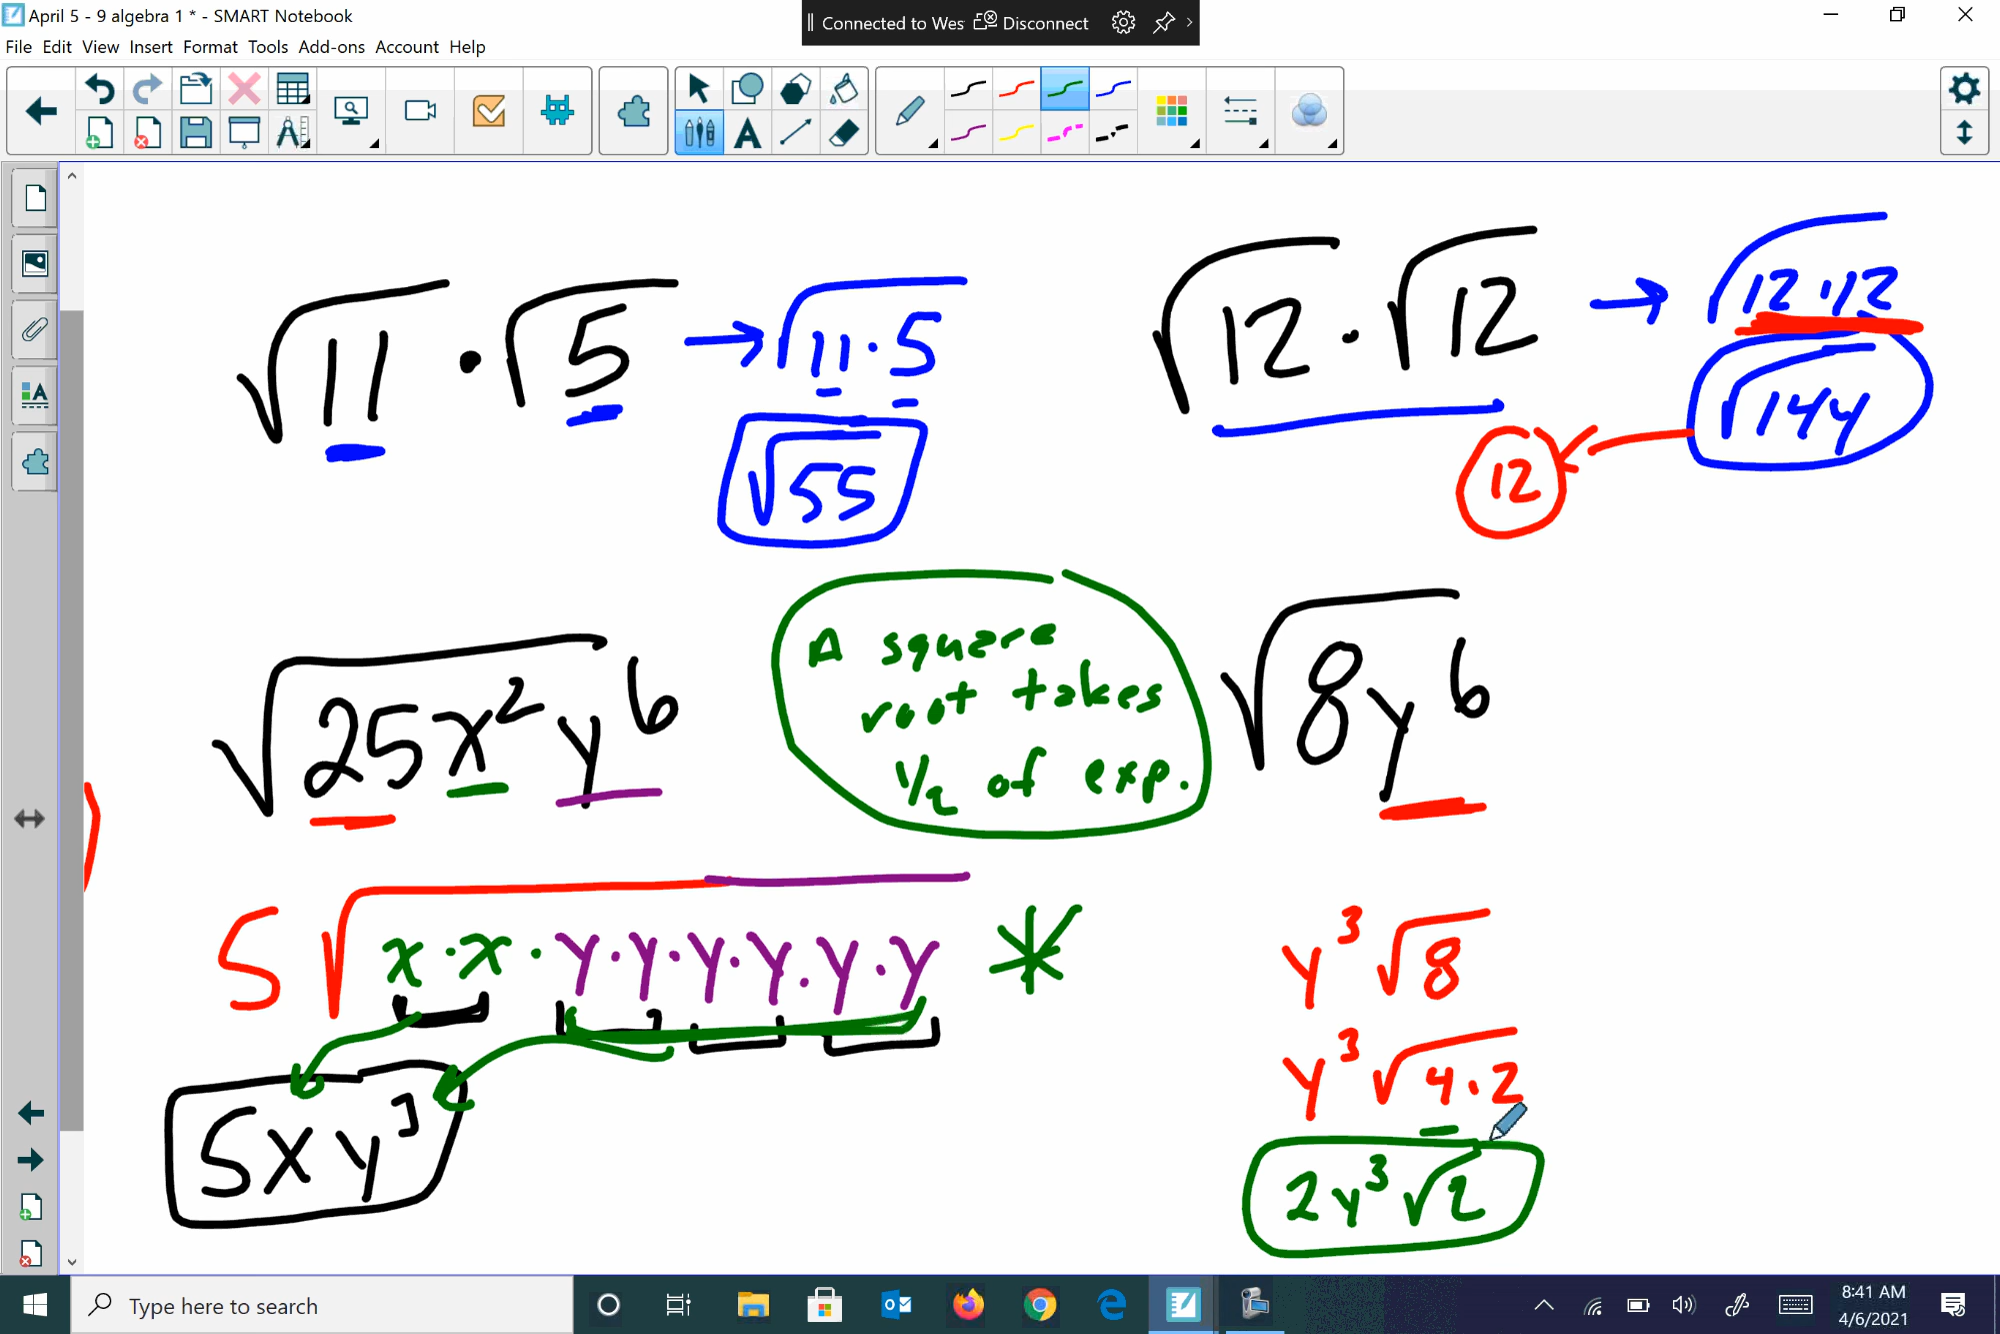 April 5 - 9 algebra 1 * - SMART Notebook
Connected to Wes Disconnect
File Edit View Insert Format Tools Add-ons Account Help
√11 · √5 → √11·5
√55
√12 · √12 → √12·12
√144
12
√25x²y⁶
A square
root takes
1/2 of exp.
√8y⁶
5√x·x·y·y·y·y·y·y *
5xy³
y³√8
y³√4·2
2y³√2
Type here to search
8:41 AM
4/6/2021